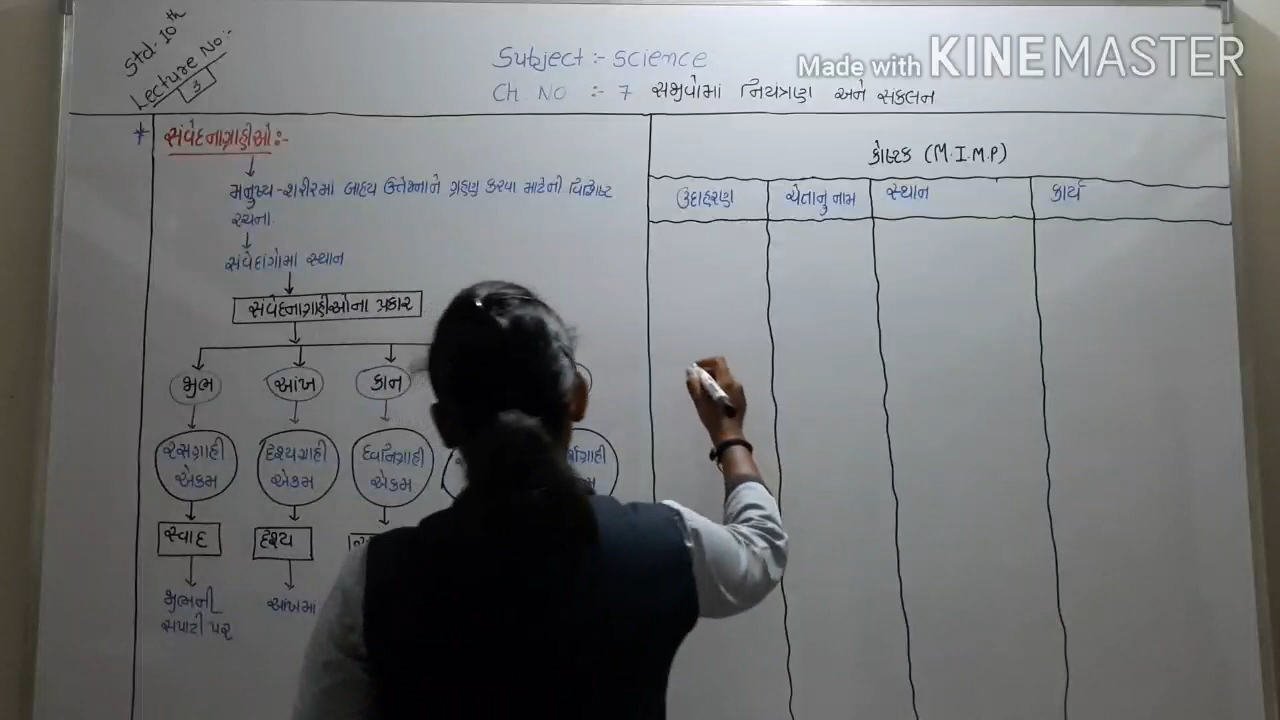 Std-10th
Lecture No:-
3
Subject :- Science
Ch No :- 7 સજીવોમાં નિયંત્રણ અને સંકલન
Made with KINEMASTER
* સંવેદનાગ્રાહીઓ:-
મનુષ્ય-શરીરમાં બાહ્ય ઉત્તેજનાને ગ્રહણ કરવા માટેની વિશિષ્ટ
રચના
સંવેદાંગોમાં સ્થાન
સંવેદનાગ્રાહીઓના પ્રકાર
જીભ આંખ કાન
રસગ્રાહી એકમ
દ્દશ્યગ્રાહી એકમ
ધ્વનિગ્રાહી એકમ
સ્વાદ દ્દશ્ય
જીભની
સપાટી પર
આંખમાં
કોષ્ટક (M.I.M.P)
ઉદાહરણ ચેતાનું નામ સ્થાન કાર્ય